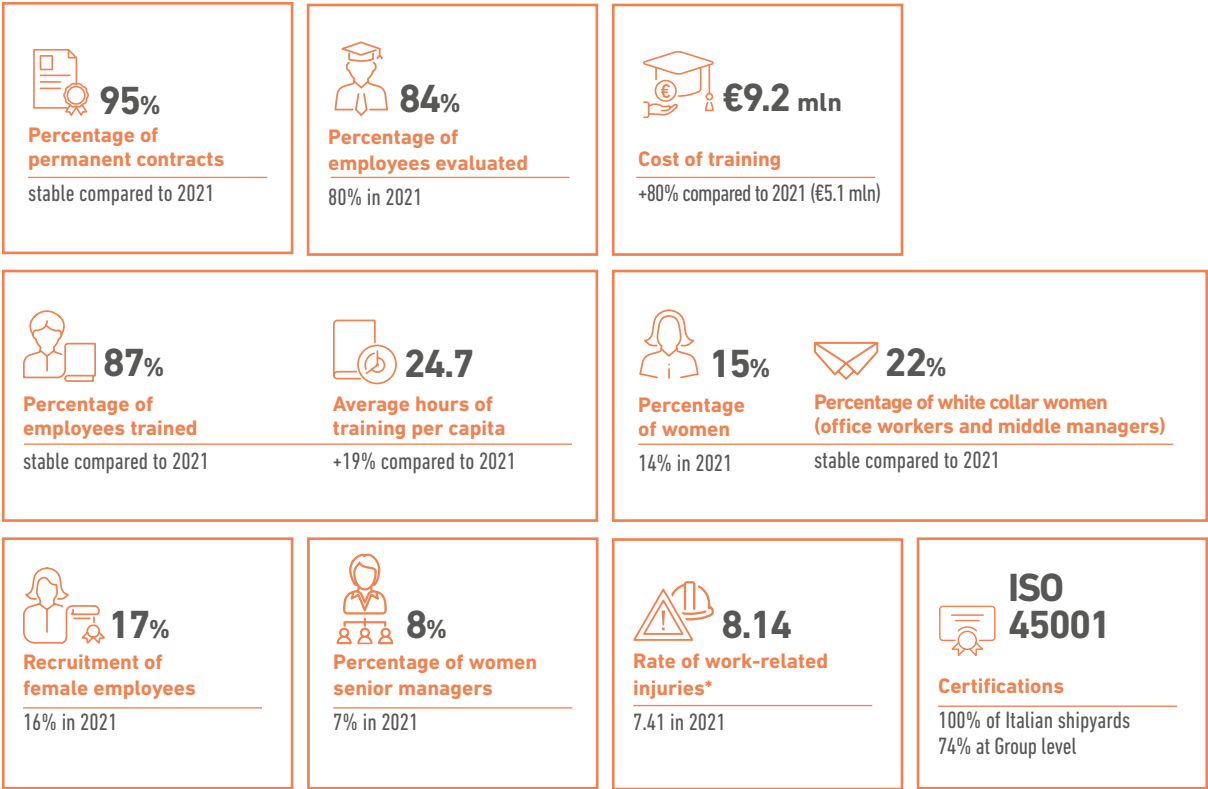 95%
Percentage of
permanent contracts
stable compared to 2021
84%
Percentage of
employees evaluated
80% in 2021
€
€9.2 mln
Cost of training
+80% compared to 2021 (€5.1 mln)
87%
Percentage of
employees trained
stable compared to 2021
24.7
Average hours of
training per capita
+19% compared to 2021
15%
Percentage
of women
14% in 2021
22%
Percentage of white collar women
(office workers and middle managers)
stable compared to 2021
17%
Recruitment of
female employees
16% in 2021
8%
Percentage of women
senior managers
7% in 2021
!
8.14
Rate of work-related
injuries*
7.41 in 2021
ISO
45001
Certifications
100% of Italian shipyards
74% at Group level